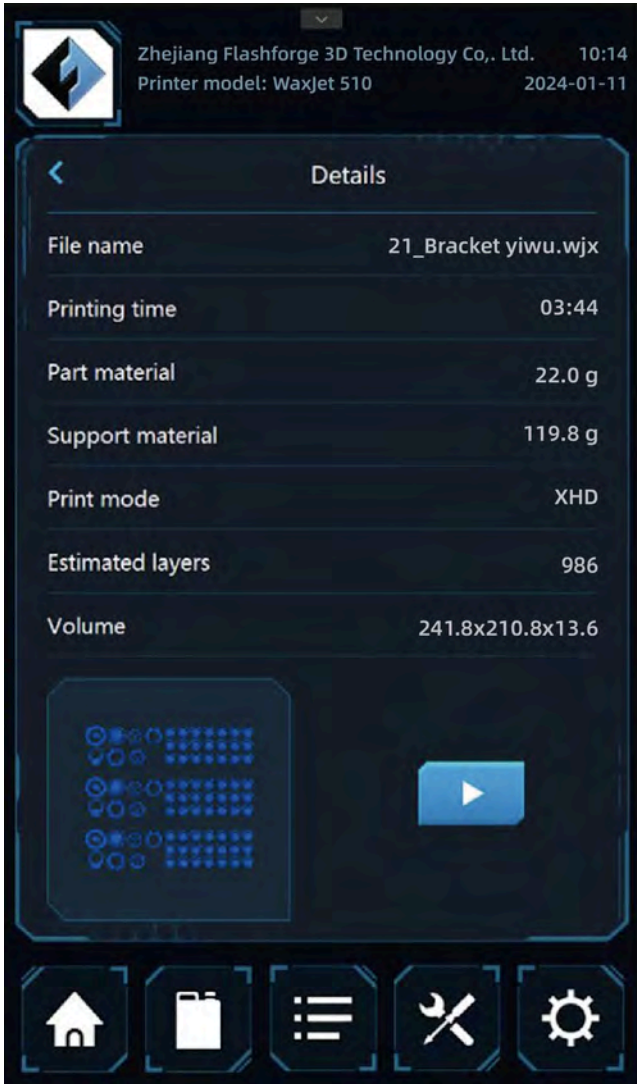 Zhejiang Flashforge 3D Technology Co,. Ltd. 10:14
Printer model: WaxJet 510 2024-01-11
Details
File name 21_Bracket yiwu.wjx
Printing time 03:44
Part material 22.0 g
Support material 119.8 g
Print mode XHD
Estimated layers 986
Volume 241.8x210.8x13.6